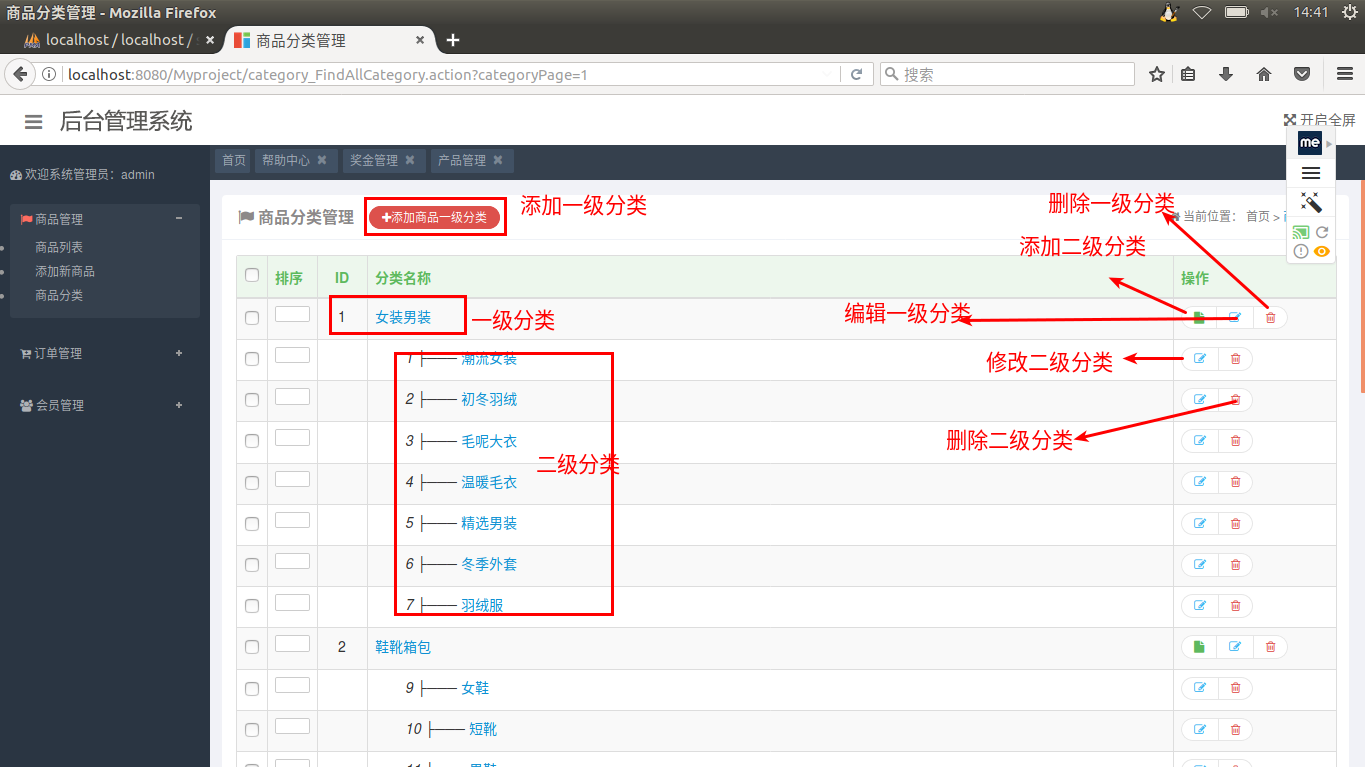 商品分类管理 - Mozilla Firefox
14:41
localhost / localhost / s
商品分类管理
localhost:8080/Myproject/category_FindAllCategory.action?categoryPage=1
搜索
后台管理系统
开启全屏
me
欢迎系统管理员：admin
首页
帮助中心
奖金管理
产品管理
商品管理
商品列表
添加新商品
商品分类
订单管理
会员管理
商品分类管理
添加商品一级分类
添加一级分类
删除一级分类
当前位置： 首页 >
添加二级分类
排序
ID
分类名称
操作
1 女装男装
一级分类
编辑一级分类
1 ├── 潮流女装
修改二级分类
2 ├── 初冬羽绒
3 ├── 毛呢大衣
删除二级分类
二级分类
4 ├── 温暖毛衣
5 ├── 精选男装
6 ├── 冬季外套
7 ├── 羽绒服
2 鞋靴箱包
9 ├── 女鞋
10 ├── 短靴